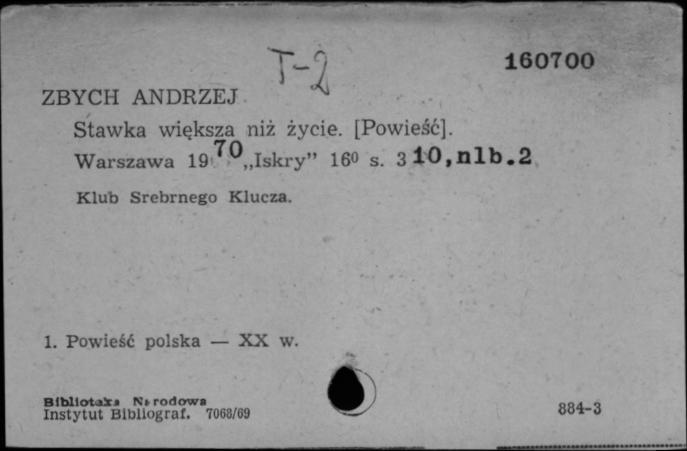 T-2
160700
ZBYCH ANDRZEJ
Stawka większa niż życie. [Powieść].
Warszawa 1970 „Iskry” 16⁰ s. 310,nlb.2
Klub Srebrnego Klucza.
1. Powieść polska — XX w.
Biblioteka Narodowa
Instytut Bibliograf. 7068/69
884-3